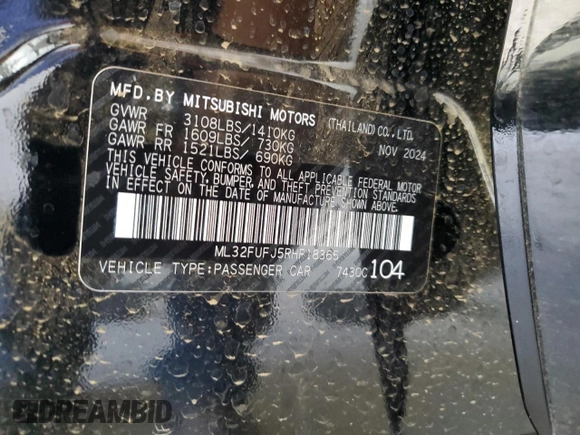 MFD.BY MITSUBISHI MOTORS (THAILAND)CO.,LTD.
GVWR 3108LBS/1410KG NOV 2024
GAWR FR 1609LBS/ 730KG
GAWR RR 1521LBS/ 690KG
THIS VEHICLE CONFORMS TO ALL APPLICABLE FEDERAL MOTOR
VEHICLE SAFETY,BUMPER,AND THEFT PREVENTION STANDARDS
IN EFFECT ON THE DATE OF MANUFACTURE SHOWN ABOVE.
ML32FUFJ5RHF18365
VEHICLE TYPE:PASSENGER CAR 7430C 104
DREAMBID